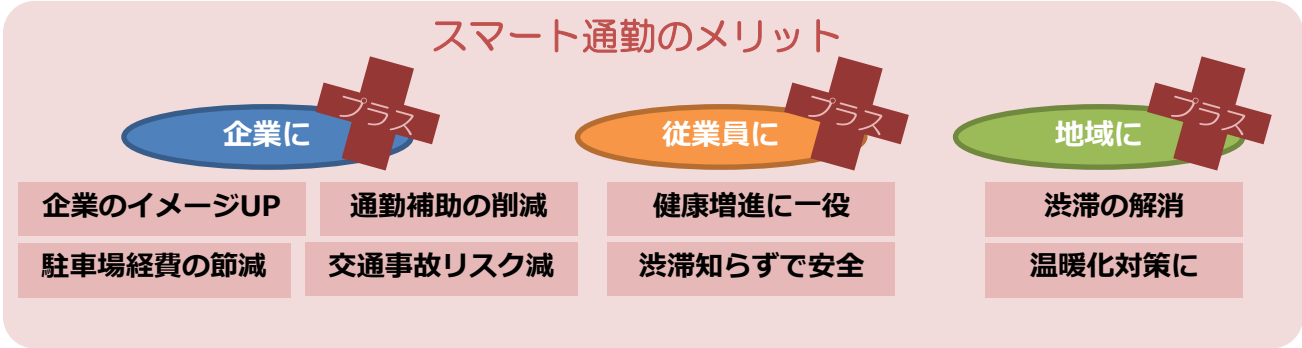 スマート通勤のメリット
企業に
プラス
企業のイメージUP
通勤補助の削減
駐車場経費の節減
交通事故リスク減
従業員に
プラス
健康増進に一役
渋滞知らずで安全
地域に
プラス
渋滞の解消
温暖化対策に